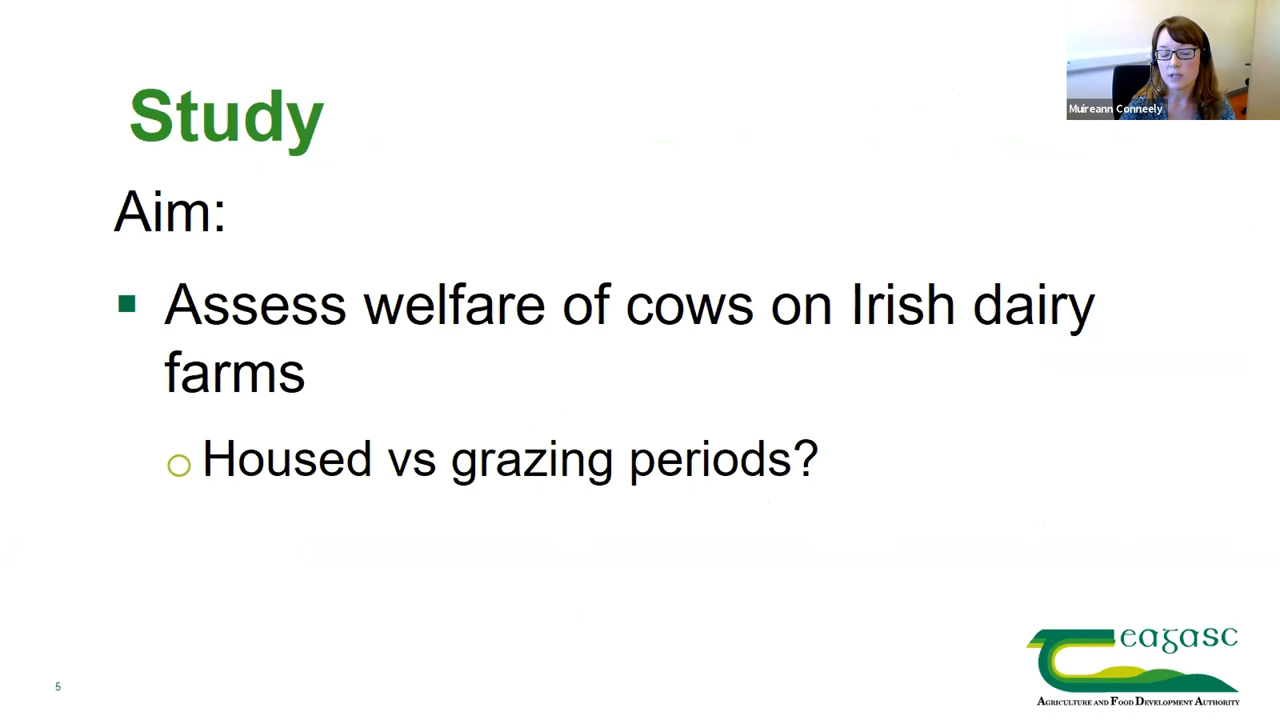 Study
Muireann Conneely
Aim:
▪ Assess welfare of cows on Irish dairy
farms
o Housed vs grazing periods?
5
Teagasc
AGRICULTURE AND FOOD DEVELOPMENT AUTHORITY